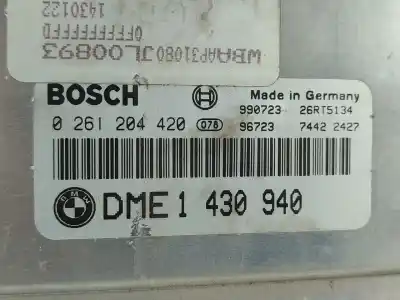 WBAAP31080JL00893
0FFFFFFFFD
1430122
BOSCH
Made in Germany
990723 26RT5134
0 261 204 420 078 96723 7442 2427
BMW DME 1 430 940